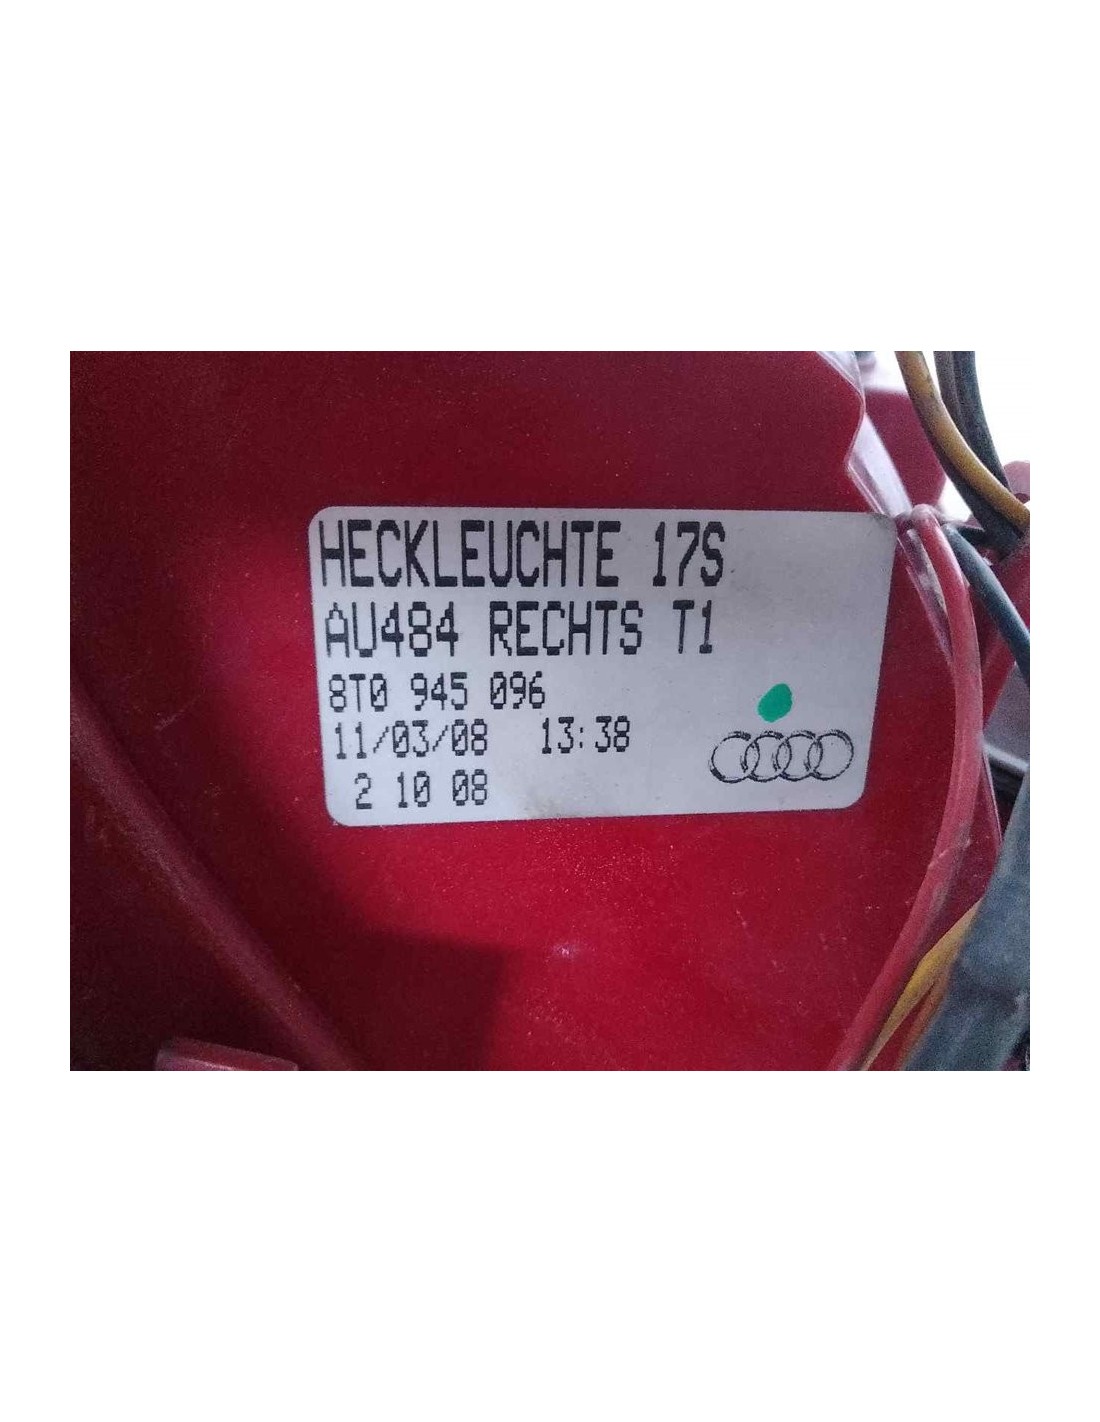 HECKLEUCHTE 17S
AU484 RECHTS T1
8T0 945 096
11/03/08 13:38
2 10 08